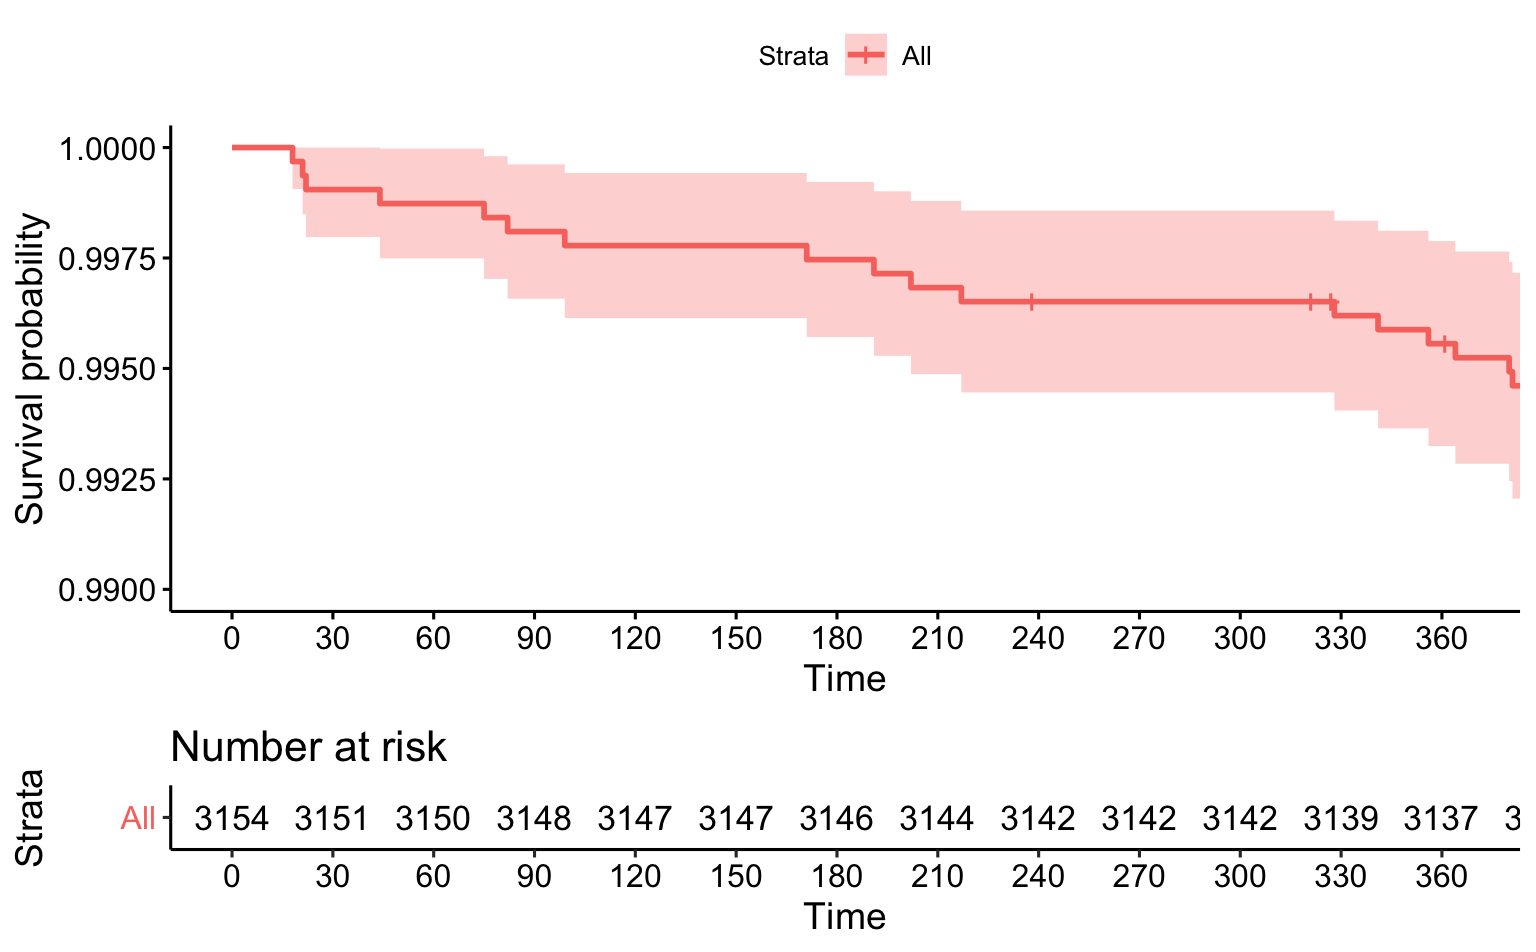 Strata All
Survival probability
1.0000
0.9975
0.9950
0.9925
0.9900
0 30 60 90 120 150 180 210 240 270 300 330 360
Time
Number at risk
Strata
All 3154 3151 3150 3148 3147 3147 3146 3144 3142 3142 3142 3139 3137 3
0 30 60 90 120 150 180 210 240 270 300 330 360
Time